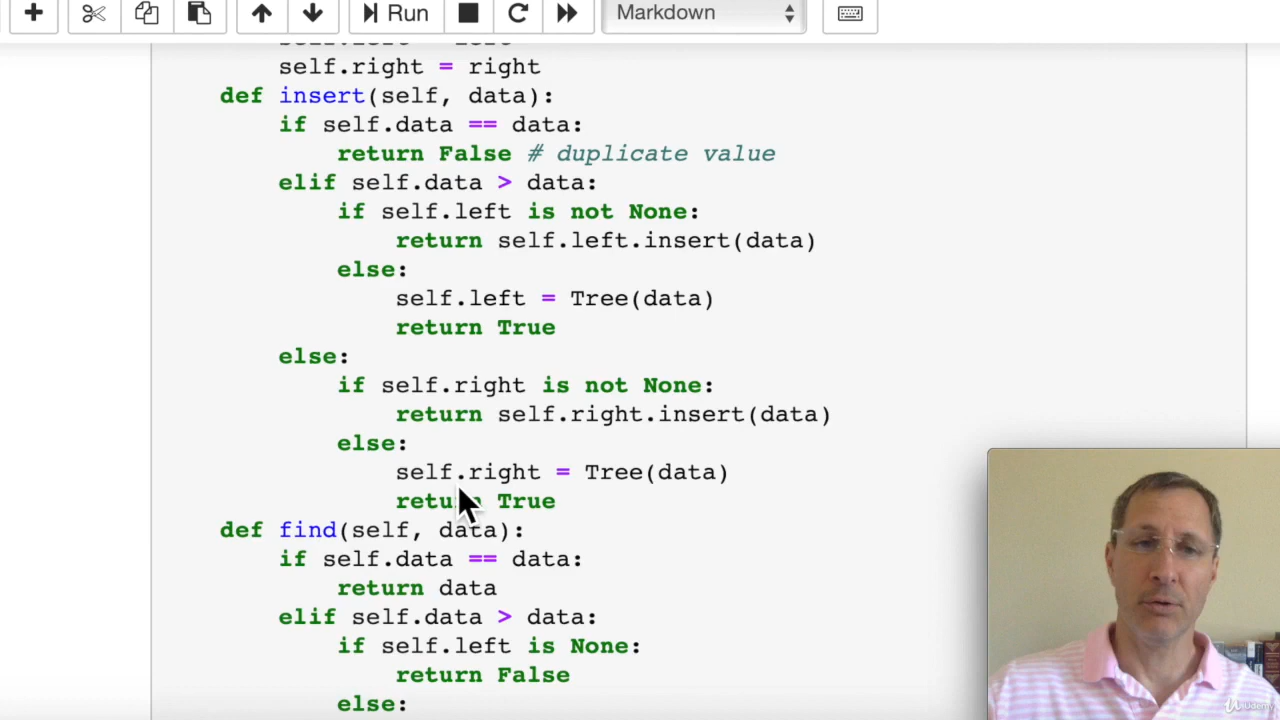 Run
Markdown
self.left = left
self.right = right
def insert(self, data):
if self.data == data:
return False # duplicate value
elif self.data > data:
if self.left is not None:
return self.left.insert(data)
else:
self.left = Tree(data)
return True
else:
if self.right is not None:
return self.right.insert(data)
else:
self.right = Tree(data)
return True
def find(self, data):
if self.data == data:
return data
elif self.data > data:
if self.left is None:
return False
else:
Udemy